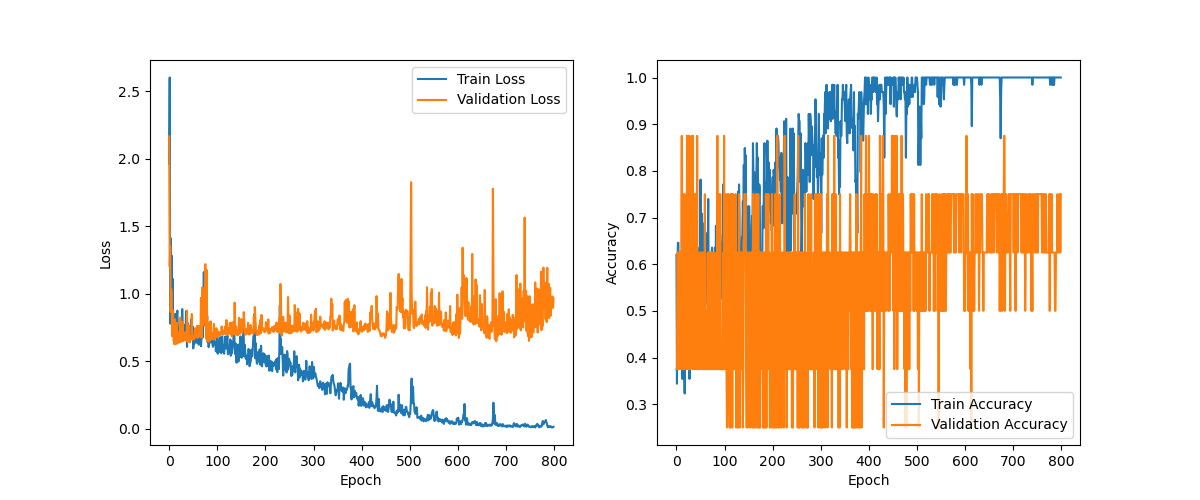 Train Loss
Validation Loss
2.5
2.0
1.5
1.0
0.5
0.0
Loss
0 100 200 300 400 500 600 700 800
Epoch
1.0
0.9
0.8
0.7
0.6
0.5
0.4
0.3
Accuracy
Train Accuracy
Validation Accuracy
0 100 200 300 400 500 600 700 800
Epoch